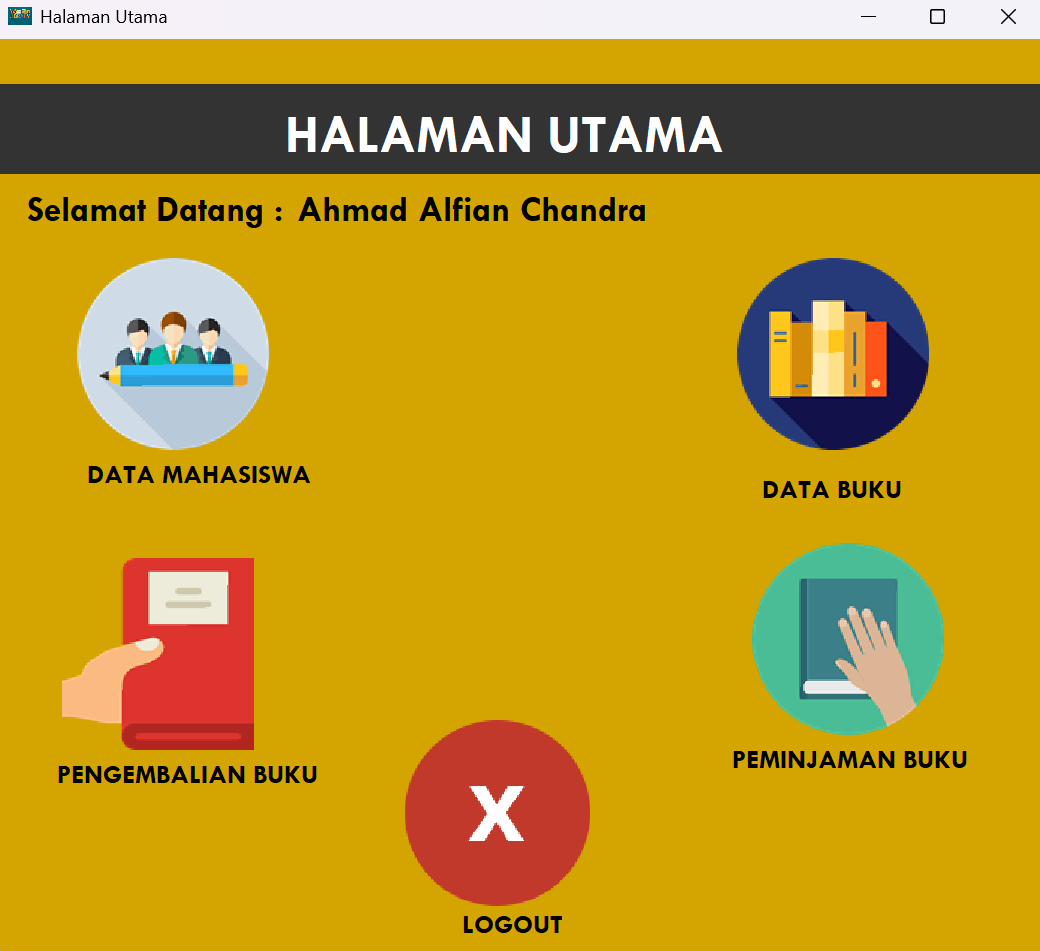 Halaman Utama
HALAMAN UTAMA
Selamat Datang : Ahmad Alfian Chandra
DATA MAHASISWA
DATA BUKU
PENGEMBALIAN BUKU
PEMINJAMAN BUKU
X
LOGOUT